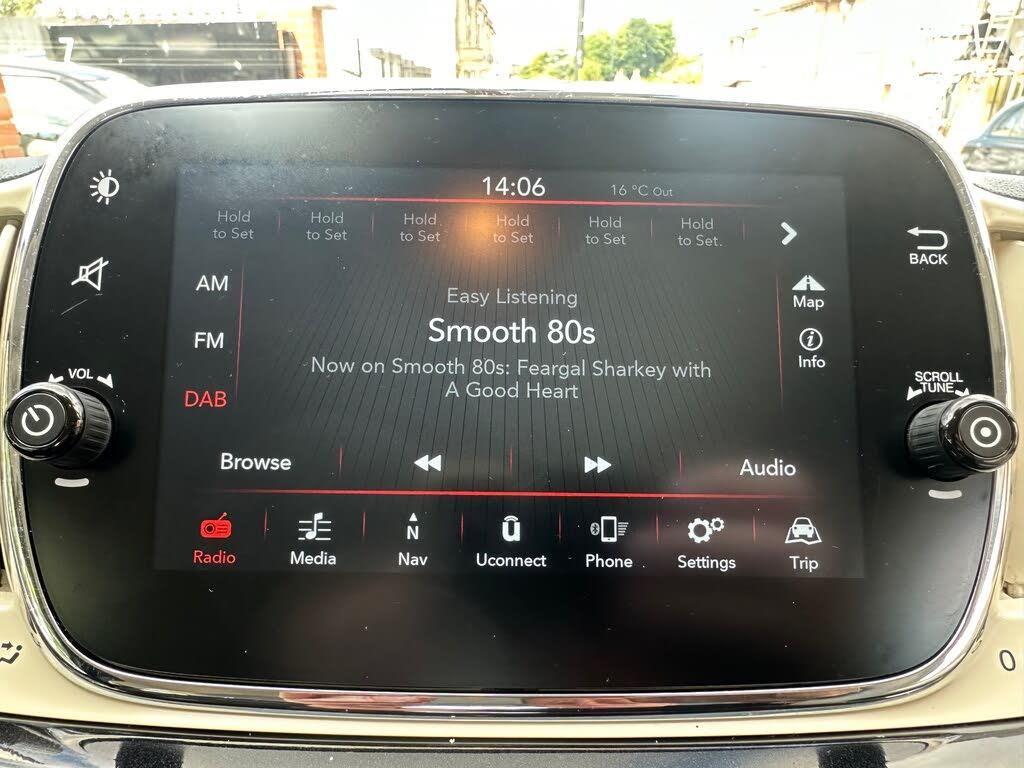 14:06
16 °C Out
Hold to Set
Hold to Set
Hold to Set
Hold to Set
Hold to Set
Hold to Set.
BACK
AM
FM
DAB
Easy Listening
Smooth 80s
Now on Smooth 80s: Feargal Sharkey with
A Good Heart
Map
i
Info
VOL
SCROLL
TUNE
Browse
Audio
Radio
Media
N
Nav
ū
Uconnect
Phone
Settings
Trip
0